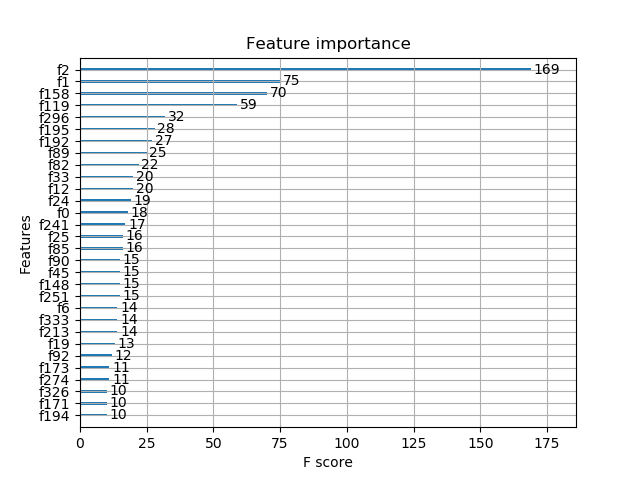 Feature importance
f2 169
f1 75
f158 70
f119 59
f296 32
f195 28
f192 27
f89 25
f82 22
f33 20
f12 20
f24 19
f0 18
f241 17
f25 16
f85 16
f90 15
f45 15
f148 15
f251 15
f6 14
f333 14
f213 14
f19 13
f92 12
f173 11
f274 11
f326 10
f171 10
f194 10
Features
0 25 50 75 100 125 150 175
F score